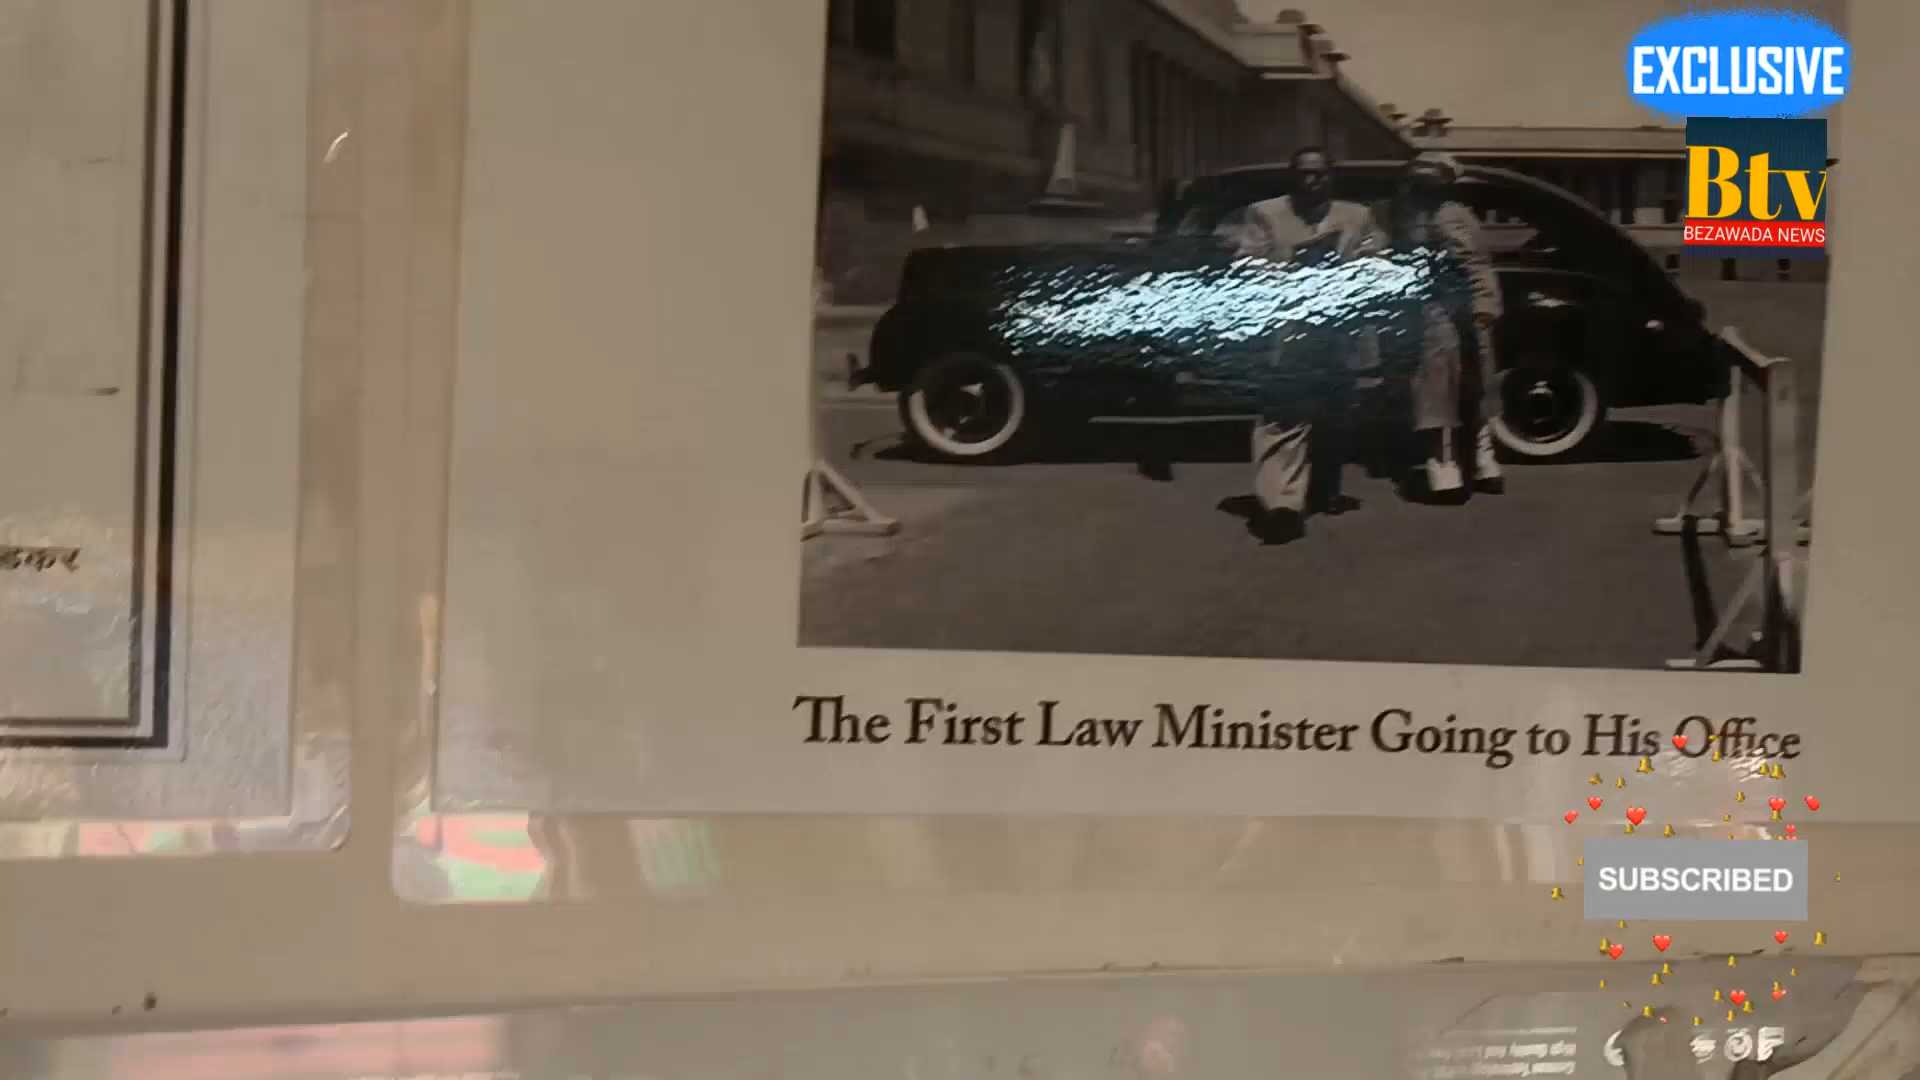 EXCLUSIVE
Btv
BEZAWADA NEWS
The First Law Minister Going to His Office
SUBSCRIBED